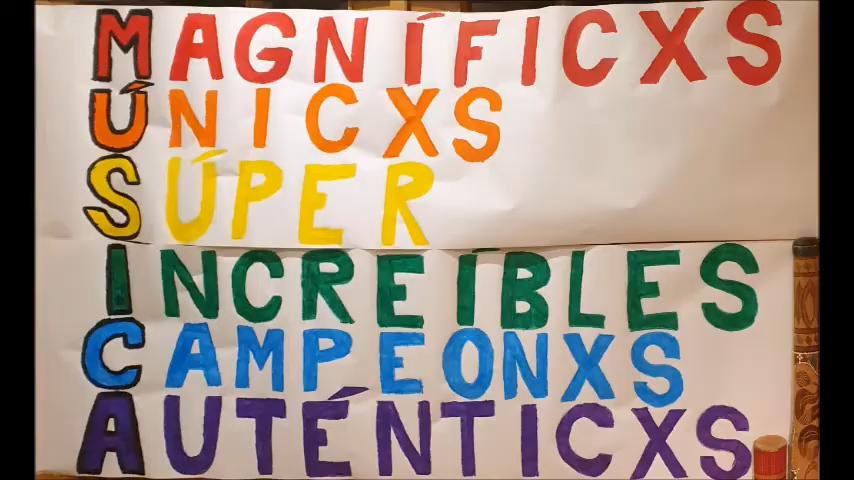 MAGNÍFICXS
ÚNICXS
SÚPER
INCREÍBLES
CAMPEONXS
AUTÉNTICXS